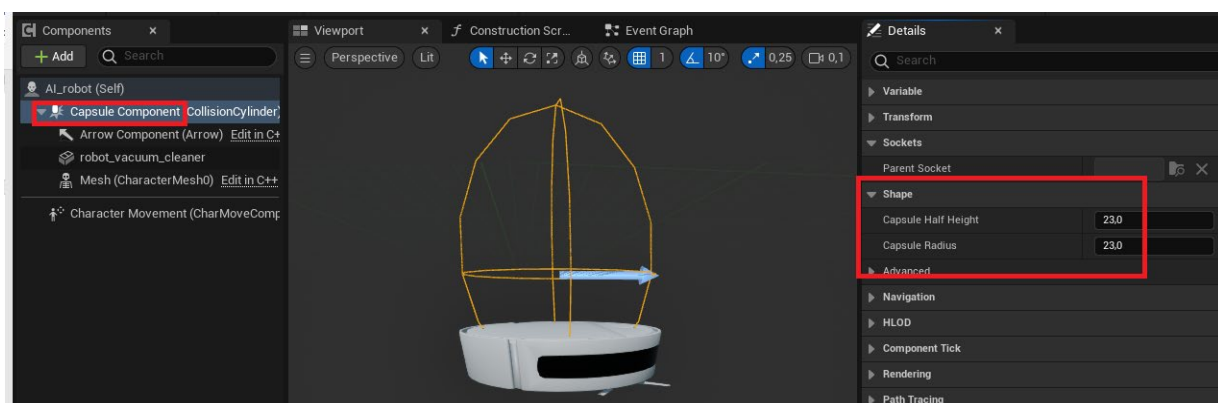 Components
Add
Search
AI_robot (Self)
Capsule Component (CollisionCylinder)
Arrow Component (Arrow) Edit in C+
robot_vacuum_cleaner
Mesh (CharacterMesh0) Edit in C++
Character Movement (CharMoveComp
Viewport
Construction Scr...
Event Graph
Perspective
Lit
1
10°
0,25
0,1
Details
Search
Variable
Transform
Sockets
Parent Socket
Shape
Capsule Half Height 23,0
Capsule Radius 23,0
Advanced
Navigation
HLOD
Component Tick
Rendering
Path Tracing